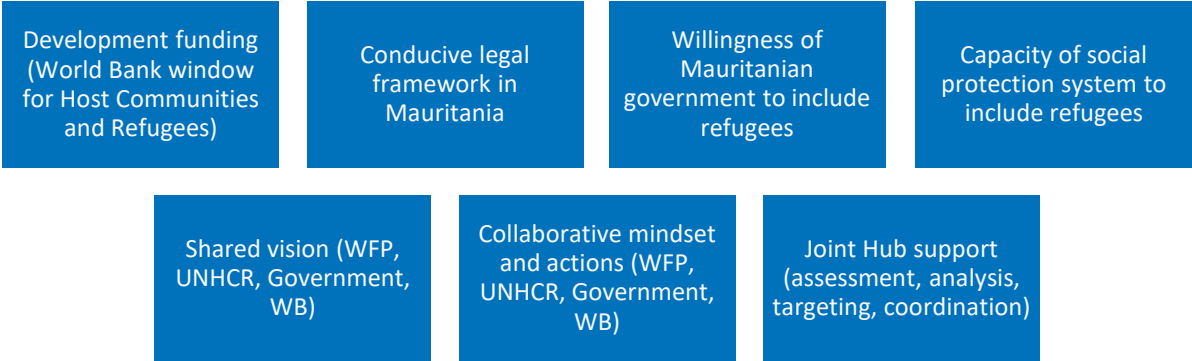 Development funding
(World Bank window
for Host Communities
and Refugees)
Conducive legal
framework in
Mauritania
Willingness of
Mauritanian
government to include
refugees
Capacity of social
protection system to
include refugees
Shared vision (WFP,
UNHCR, Government,
WB)
Collaborative mindset
and actions (WFP,
UNHCR, Government,
WB)
Joint Hub support
(assessment, analysis,
targeting, coordination)